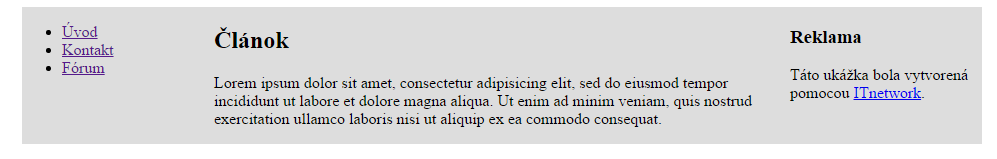 Úvod
Kontakt
Fórum
Článok
Lorem ipsum dolor sit amet, consectetur adipisicing elit, sed do eiusmod tempor
incididunt ut labore et dolore magna aliqua. Ut enim ad minim veniam, quis nostrud
exercitation ullamco laboris nisi ut aliquip ex ea commodo consequat.
Reklama
Táto ukážka bola vytvorená
pomocou ITnetwork.